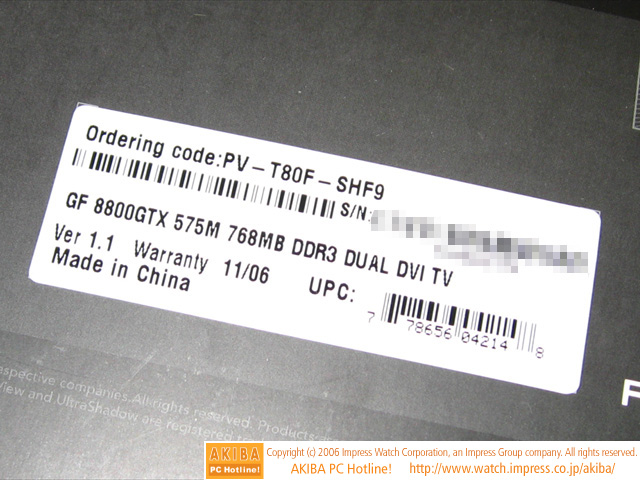 Ordering code:PV-T80F-SHF9
S/N:
GF 8800GTX 575M 768MB DDR3 DUAL DVI TV
Ver 1.1 Warranty 11/06
Made in China UPC:
7 78656 04214 8
spective companies.All rights reserved. Products
View and UltraShadow are registered
F
AKIBA
PC Hotline!
Copyright (c) 2006 Impress Watch Corporation, an Impress Group company. All rights reserved.
AKIBA PC Hotline! http://www.watch.impress.co.jp/akiba/